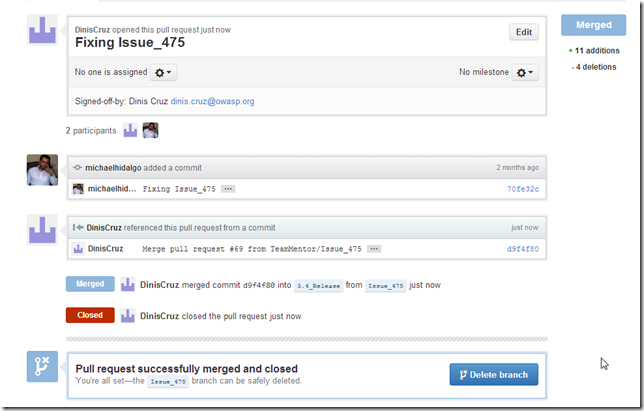 DinisCruz opened this pull request just now
Fixing Issue_475
Edit
Merged
+ 11 additions
- 4 deletions
No one is assigned
No milestone
Signed-off-by: Dinis Cruz dinis.cruz@owasp.org
2 participants
michaelhidalgo added a commit
2 months ago
michaelhid... Fixing Issue_475 ...
70fe32c
DinisCruz referenced this pull request from a commit
just now
DinisCruz Merge pull request #69 from TeamMentor/Issue_475 ...
d9f4f80
Merged DinisCruz merged commit d9f4f80 into 3.4_Release from Issue_475 just now
Closed DinisCruz closed the pull request just now
Pull request successfully merged and closed
You're all set—the Issue_475 branch can be safely deleted.
Delete branch